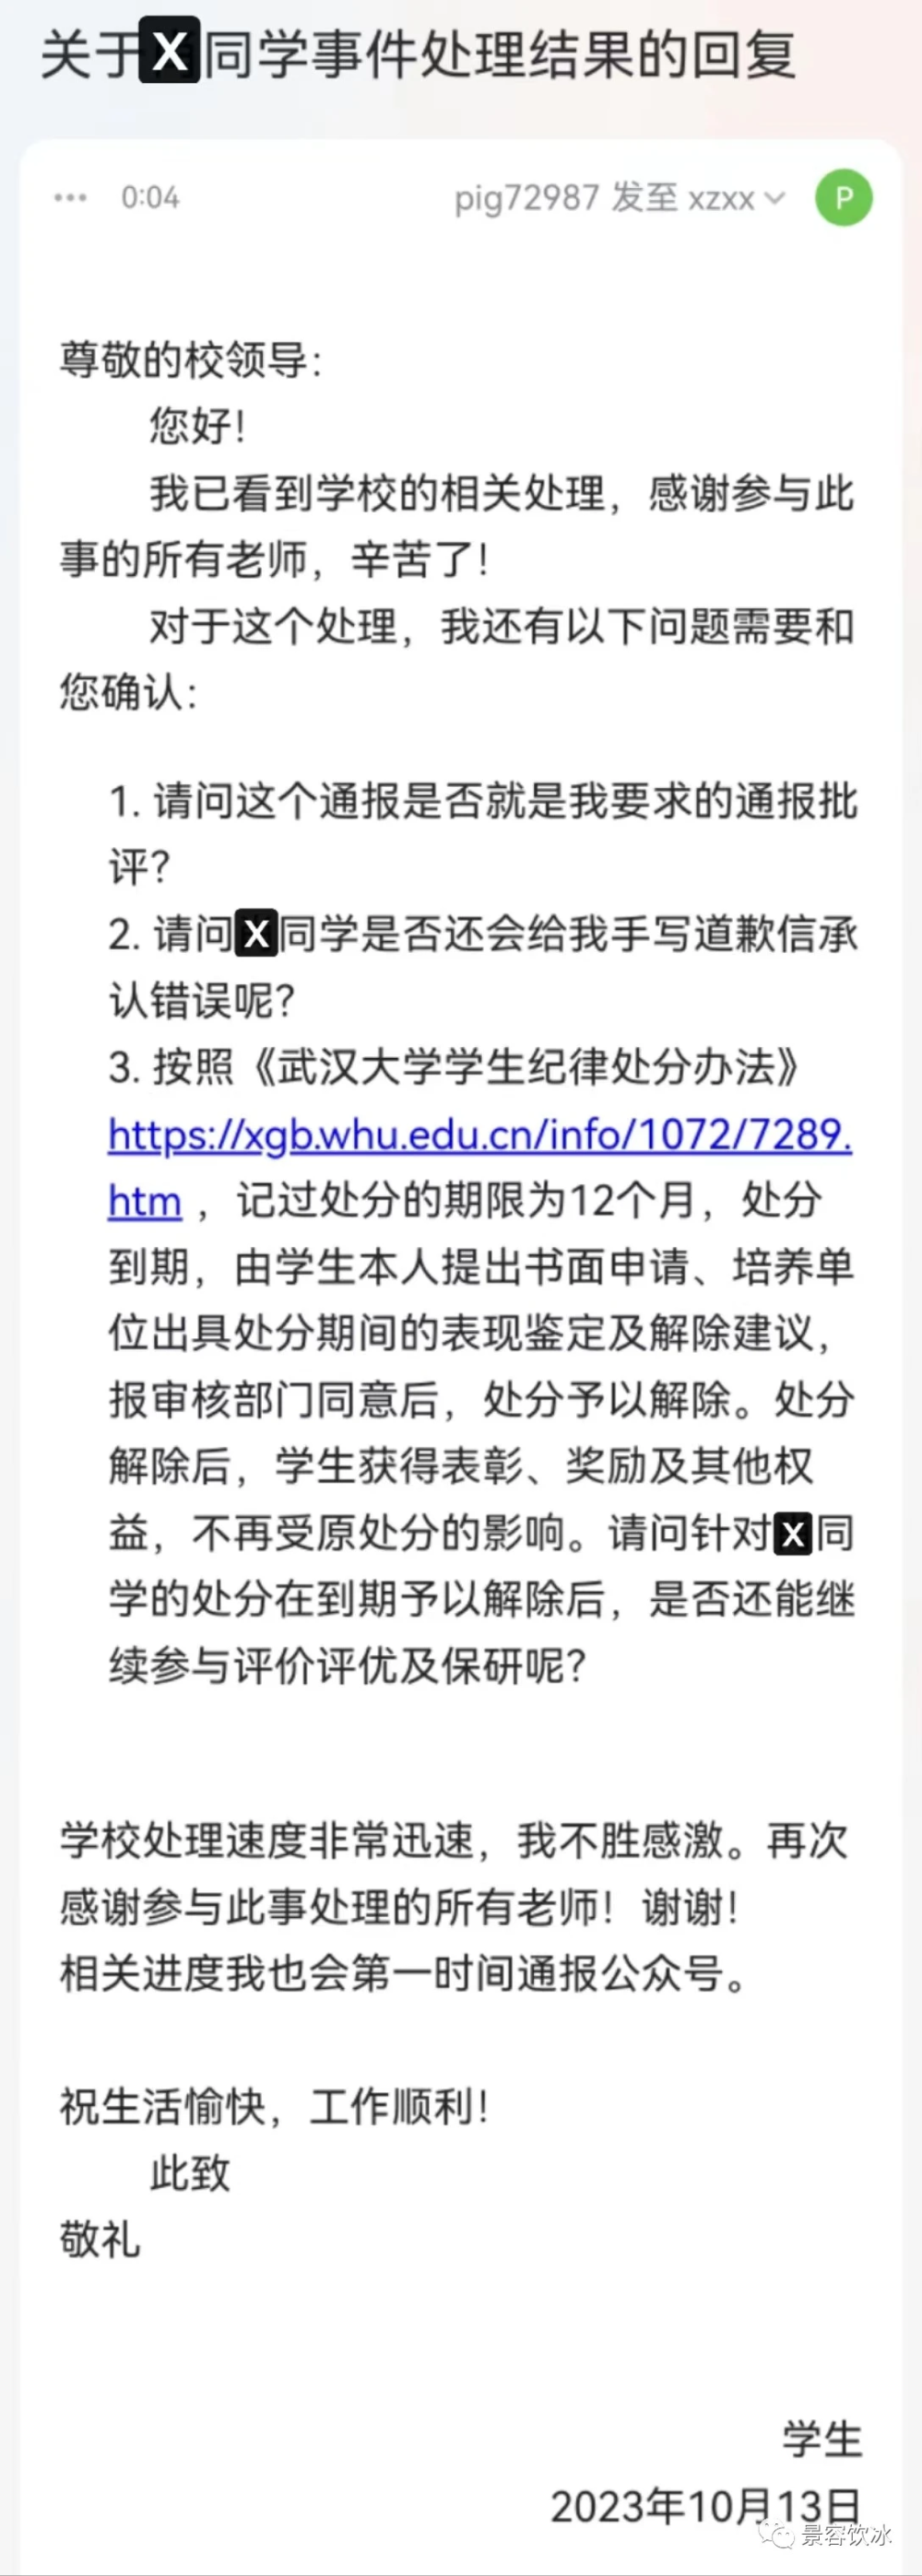 关于X同学事件处理结果的回复
··· 0:04 pig72987 发至 xzxx P
尊敬的校领导：
您好！
我已看到学校的相关处理，感谢参与此
事的所有老师，辛苦了！
对于这个处理，我还有以下问题需要和
您确认：
1. 请问这个通报是否就是我要求的通报批
评？
2. 请问X同学是否还会给我手写道歉信承
认错误呢？
3. 按照《武汉大学学生纪律处分办法》
https://xgb.whu.edu.cn/info/1072/7289.
htm ，记过处分的期限为12个月，处分
到期，由学生本人提出书面申请、培养单
位出具处分期间的表现鉴定及解除建议，
报审核部门同意后，处分予以解除。处分
解除后，学生获得表彰、奖励及其他权
益，不再受原处分的影响。请问针对X同
学的处分在到期予以解除后，是否还能继
续参与评价评优及保研呢？
学校处理速度非常迅速，我不胜感激。再次
感谢参与此事处理的所有老师！谢谢！
相关进度我也会第一时间通报公众号。
祝生活愉快，工作顺利！
此致
敬礼
学生
2023年10月13日
景容饮冰